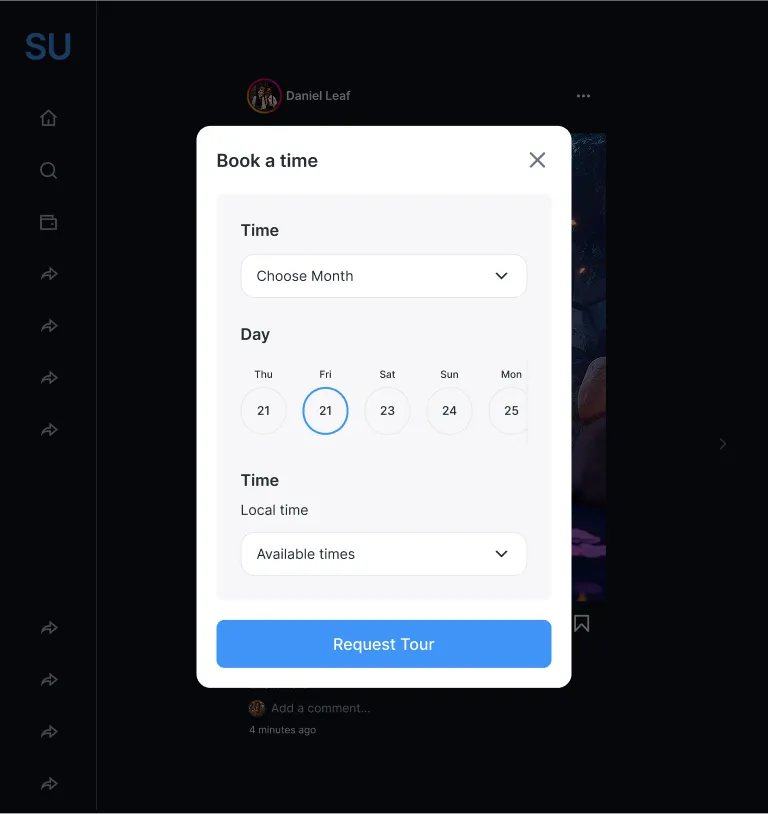 SU
Daniel Leaf
Book a time
Time
Choose Month
Day
Thu Fri Sat Sun Mon
21 21 23 24 25
Time
Local time
Available times
Request Tour
Add a comment...
4 minutes ago